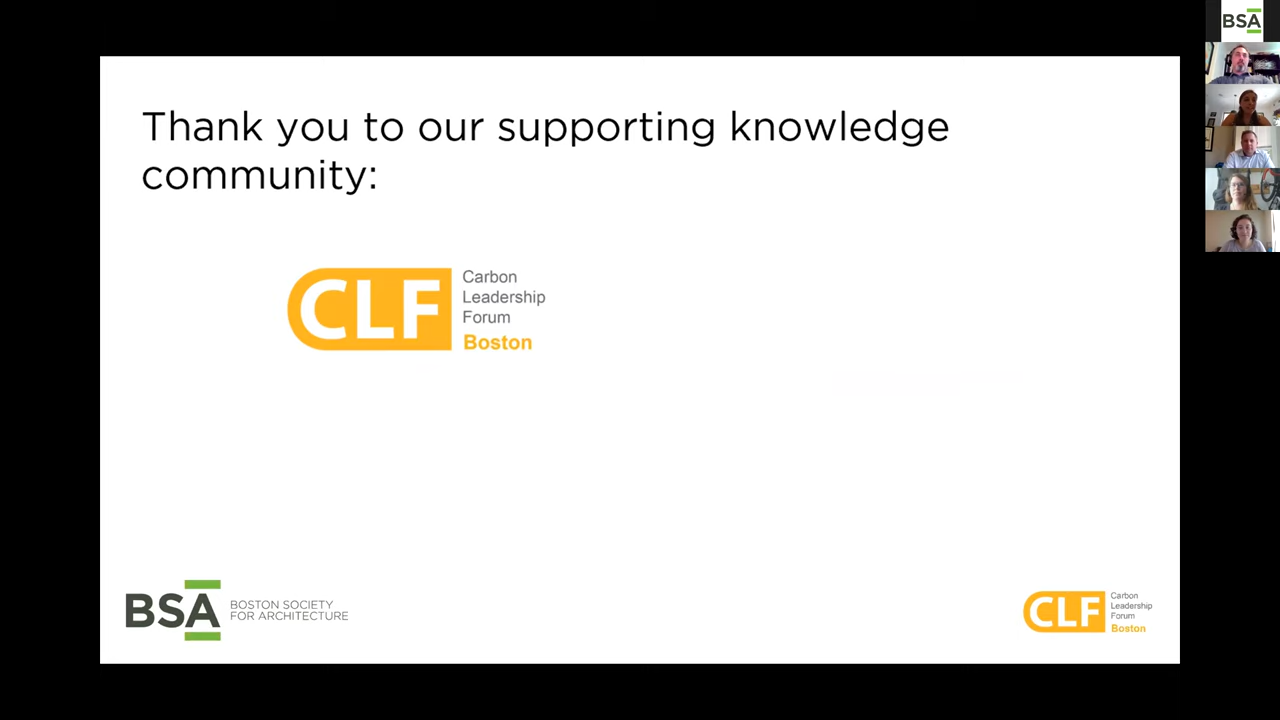 BSA
Thank you to our supporting knowledge
community:
CLF
Carbon
Leadership
Forum
Boston
BSA
BOSTON SOCIETY
FOR ARCHITECTURE
CLF
Carbon
Leadership
Forum
Boston